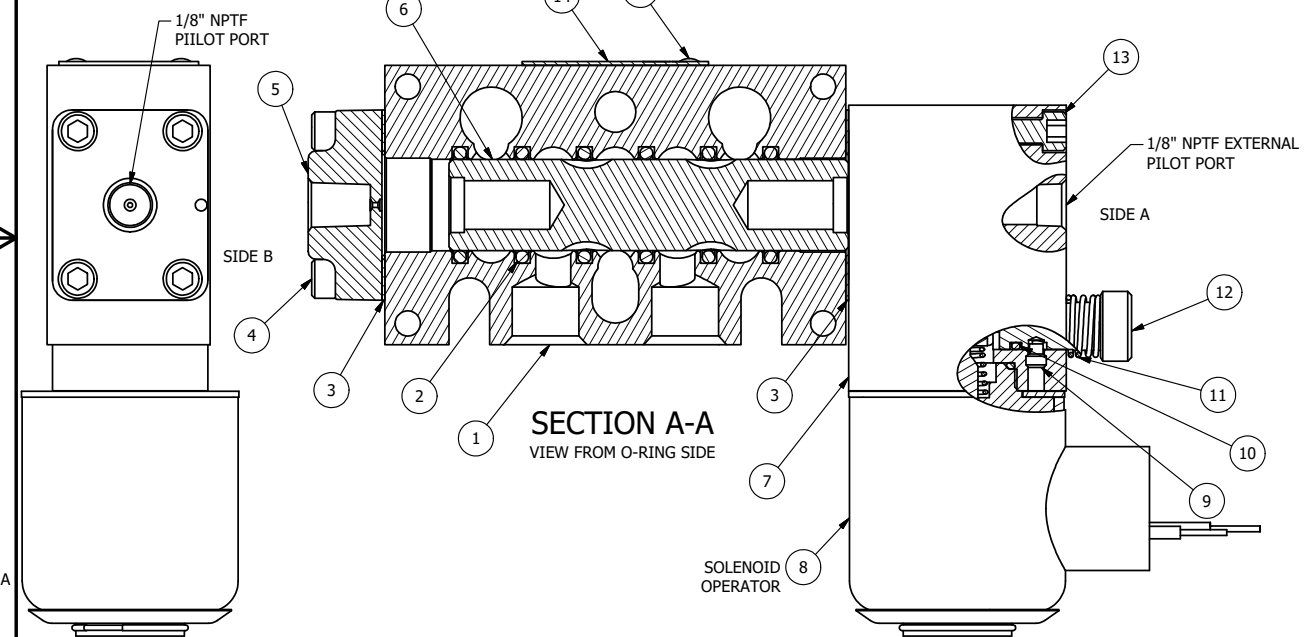 1/8" NPTF
PIILOT PORT
6
14
13
5
1/8" NPTF EXTERNAL
PILOT PORT
SIDE A
SIDE B
12
4
3
2
3
11
1
SECTION A-A
VIEW FROM O-RING SIDE
10
7
9
SOLENOID
OPERATOR
8
A